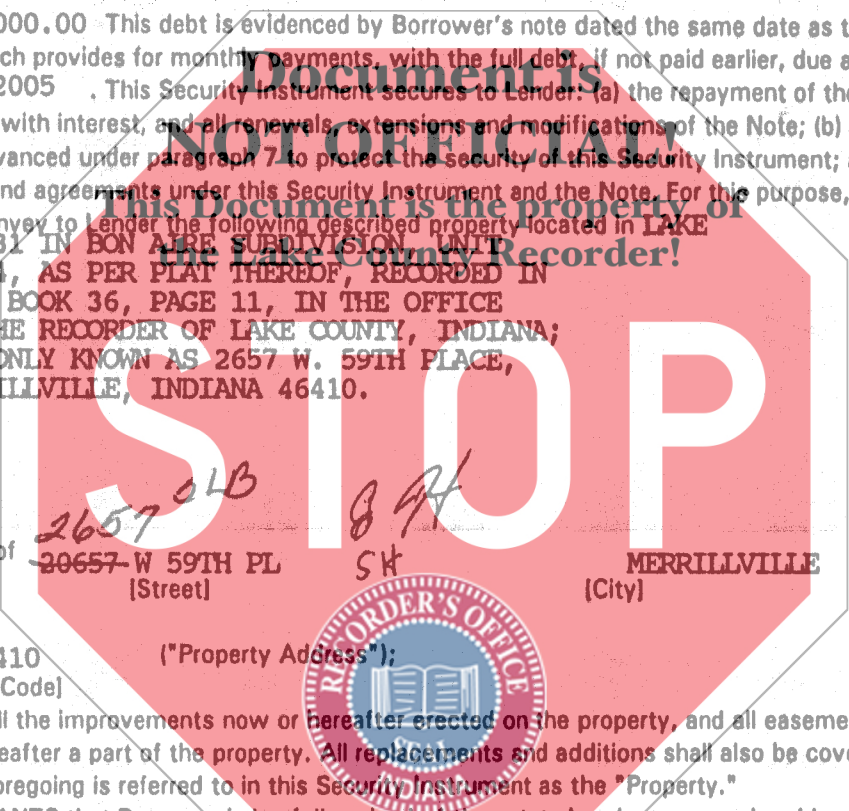 000.00 This debt is evidenced by Borrower's note dated the same date as t
ch provides for monthly payments, with the full debt, if not paid earlier, due a
Document is
2005 . This Security Instrument secures to Lender: (a) the repayment of the
with interest, and all renewals, extensions and modifications of the Note; (b)
NOT OFFICIAL!
vanced under paragraph 7 to protect the security of this Security Instrument;
nd agreements under this Security Instrument and the Note. For this purpose,
This Document is the property of
nvey to Lender the following described property located in LAKE
31 IN BON AIRE SUBDIVISION, UNIT
the Lake County Recorder!
, AS PER PLAT THEREOF, RECORDED IN
BOOK 36, PAGE 11, IN THE OFFICE
HE RECORDER OF LAKE COUNTY, INDIANA;
ONLY KNOWN AS 2657 W. 59TH PLACE,
ILLVILLE, INDIANA 46410.
STOP
2657 JLB
of 20657 W 59TH PL SH MERRILLVILLE
[Street] [City]
RECORDER'S OFFICE
410 ("Property Address");
Code]
ll the improvements now or hereafter erected on the property, and all easeme
eafter a part of the property. All replacements and additions shall also be cove
oregoing is referred to in this Security Instrument as the "Property."